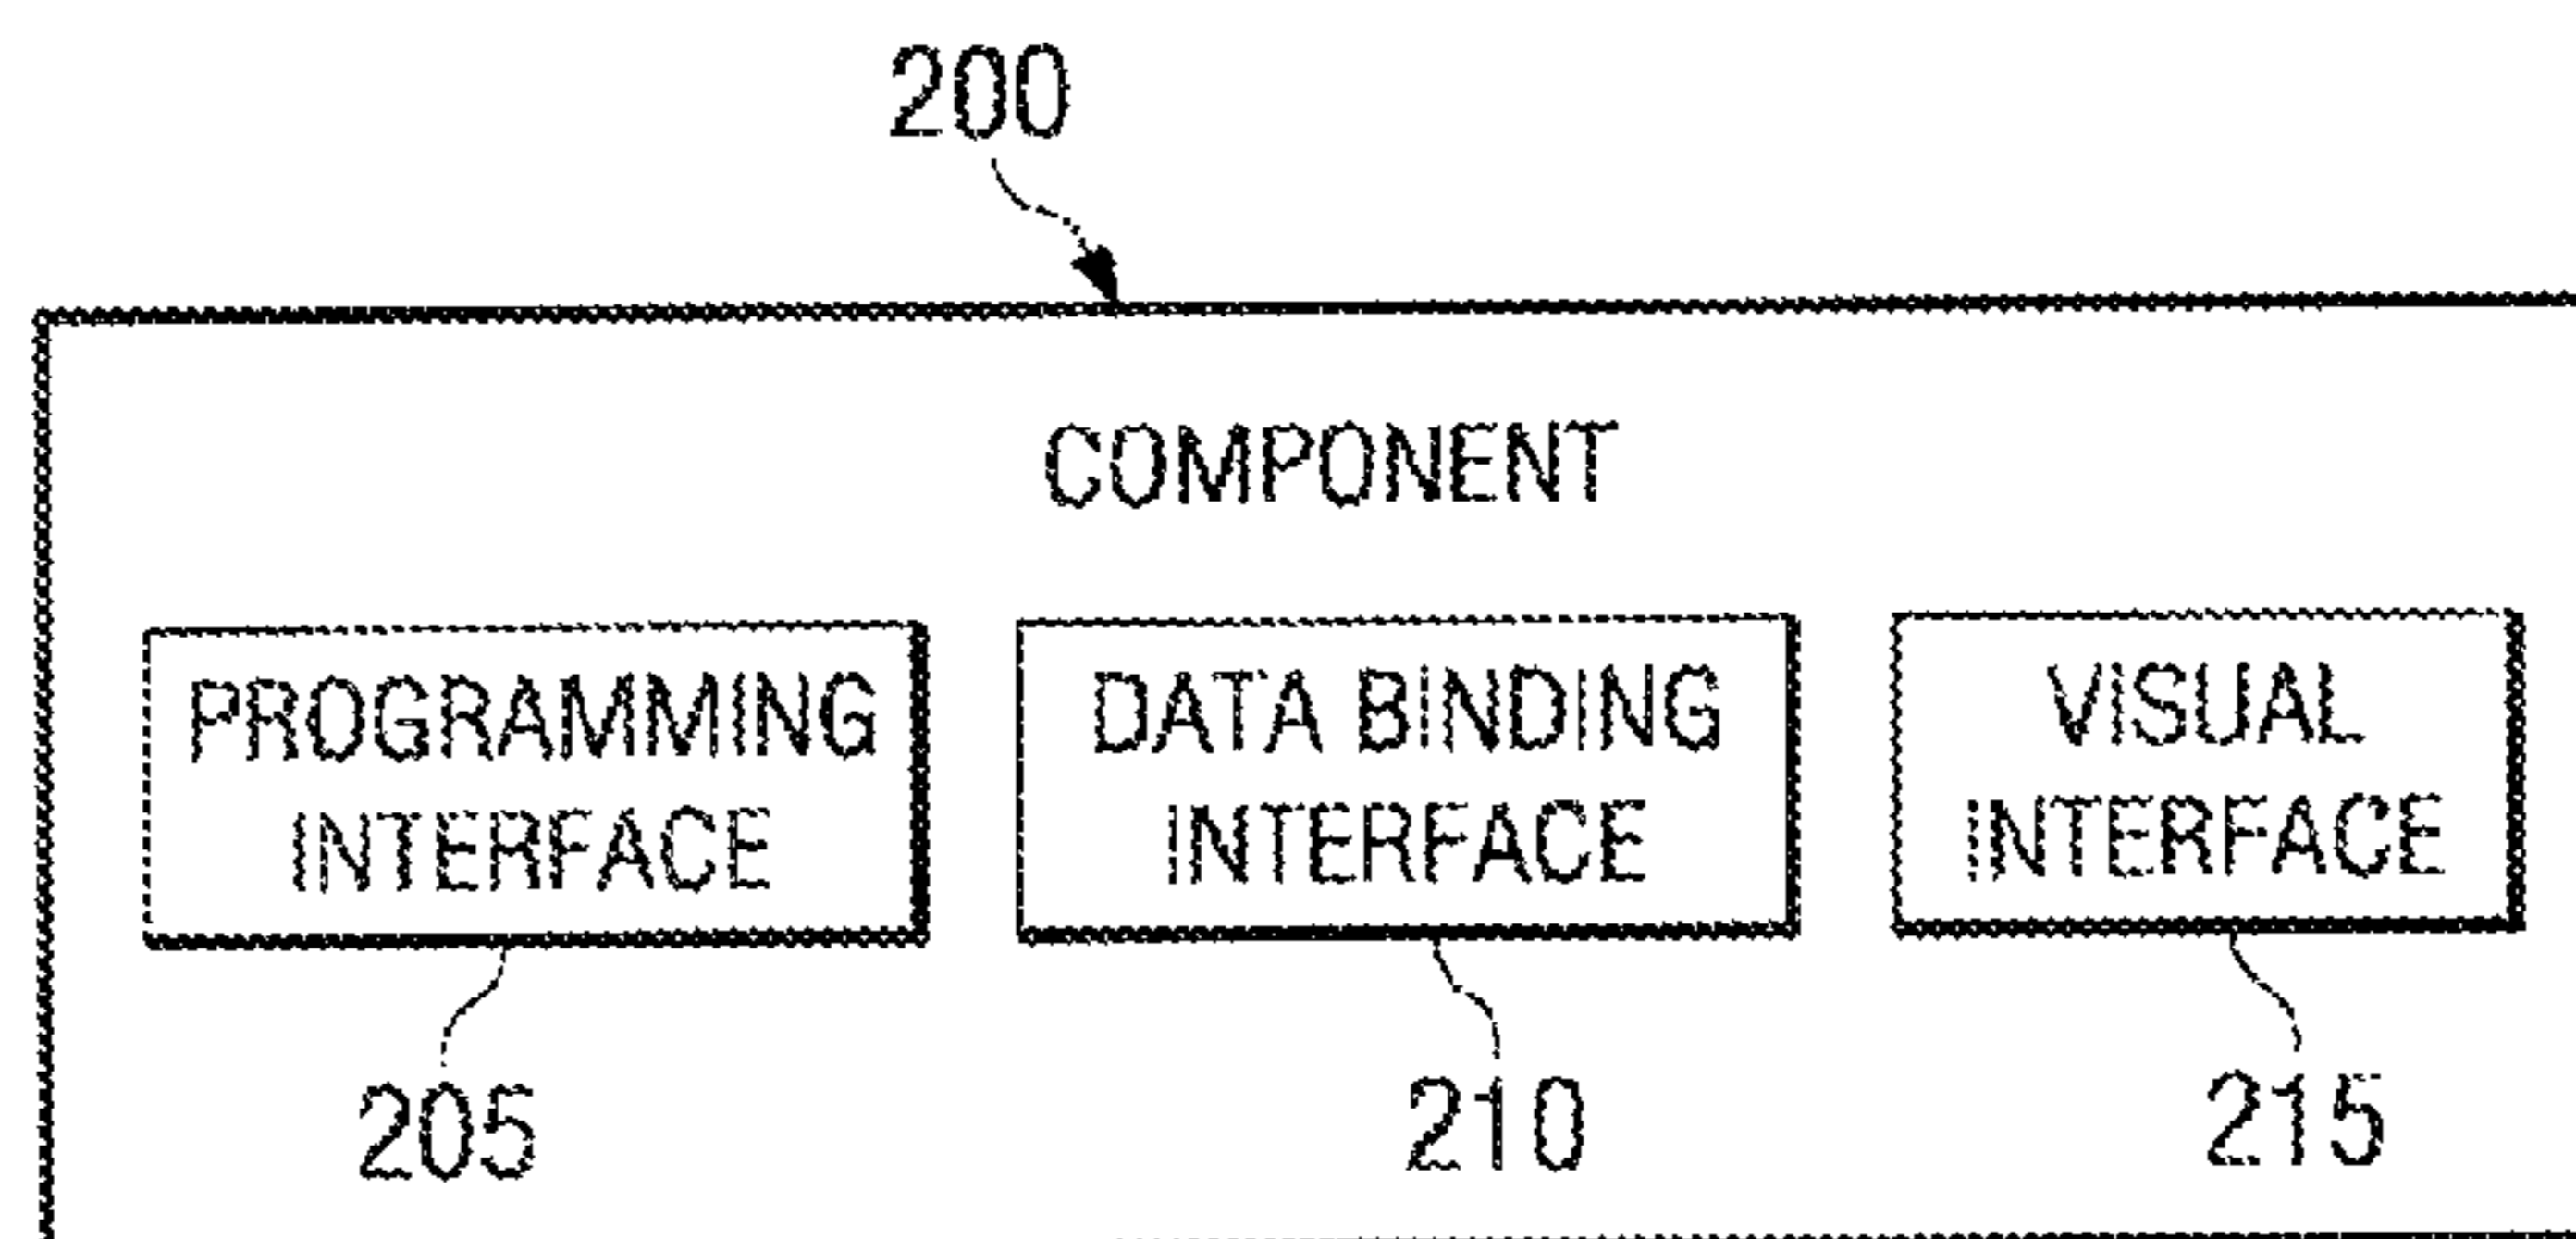 200
COMPONENT
PROGRAMMING
INTERFACE
DATA BINDING
INTERFACE
VISUAL
INTERFACE
205
210
215